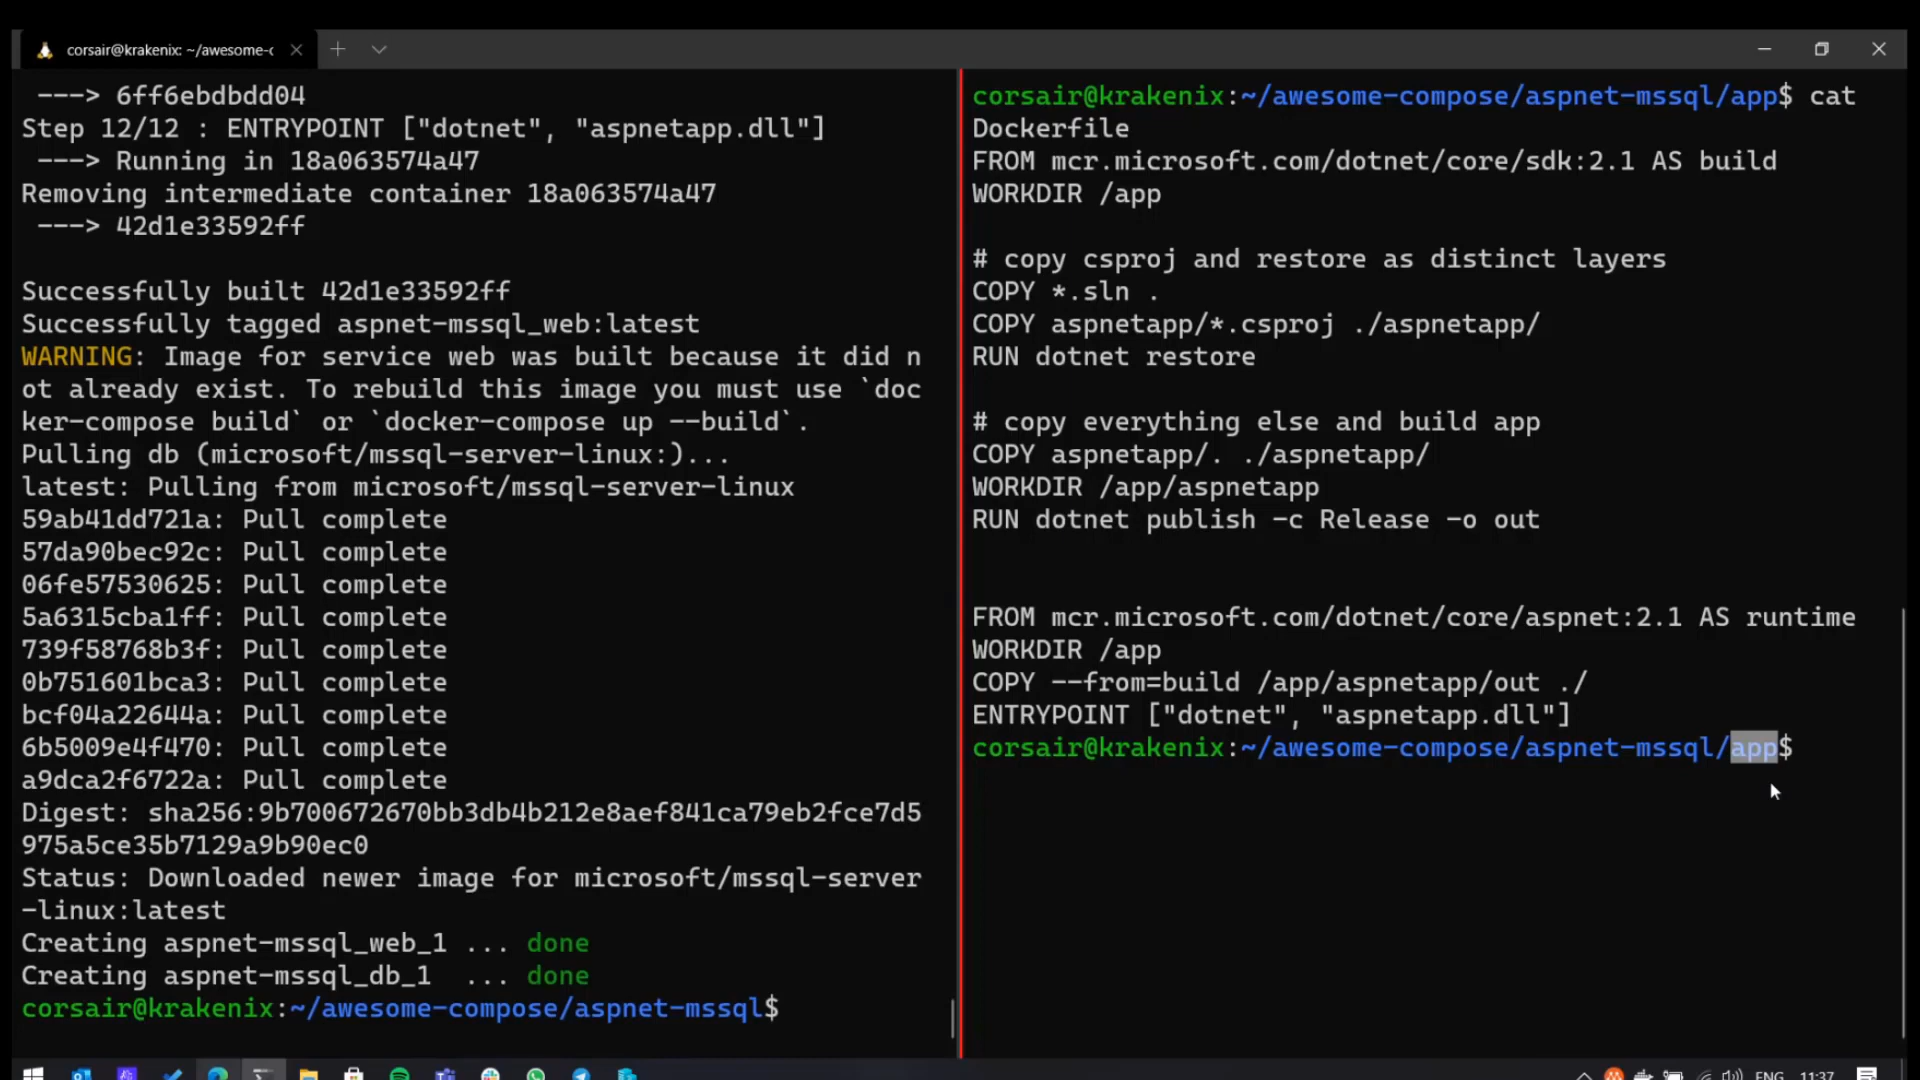 corsair@krakenix: ~/awesome-c
---> 6ff6ebdbdd04
Step 12/12 : ENTRYPOINT ["dotnet", "aspnetapp.dll"]
---> Running in 18a063574a47
Removing intermediate container 18a063574a47
---> 42d1e33592ff
Successfully built 42d1e33592ff
Successfully tagged aspnet-mssql_web:latest
WARNING: Image for service web was built because it did n
ot already exist. To rebuild this image you must use `doc
ker-compose build` or `docker-compose up --build`.
Pulling db (microsoft/mssql-server-linux:)...
latest: Pulling from microsoft/mssql-server-linux
59ab41dd721a: Pull complete
57da90bec92c: Pull complete
06fe57530625: Pull complete
5a6315cba1ff: Pull complete
739f58768b3f: Pull complete
0b751601bca3: Pull complete
bcf04a22644a: Pull complete
6b5009e4f470: Pull complete
a9dca2f6722a: Pull complete
Digest: sha256:9b700672670bb3db4b212e8aef841ca79eb2fce7d5
975a5ce35b7129a9b90ec0
Status: Downloaded newer image for microsoft/mssql-server
-linux:latest
Creating aspnet-mssql_web_1 ... done
Creating aspnet-mssql_db_1  ... done
corsair@krakenix:~/awesome-compose/aspnet-mssql$
corsair@krakenix:~/awesome-compose/aspnet-mssql/app$ cat
Dockerfile
FROM mcr.microsoft.com/dotnet/core/sdk:2.1 AS build
WORKDIR /app
# copy csproj and restore as distinct layers
COPY *.sln .
COPY aspnetapp/*.csproj ./aspnetapp/
RUN dotnet restore
# copy everything else and build app
COPY aspnetapp/. ./aspnetapp/
WORKDIR /app/aspnetapp
RUN dotnet publish -c Release -o out
FROM mcr.microsoft.com/dotnet/core/aspnet:2.1 AS runtime
WORKDIR /app
COPY --from=build /app/aspnetapp/out ./
ENTRYPOINT ["dotnet", "aspnetapp.dll"]
corsair@krakenix:~/awesome-compose/aspnet-mssql/app$
ENG 11:37